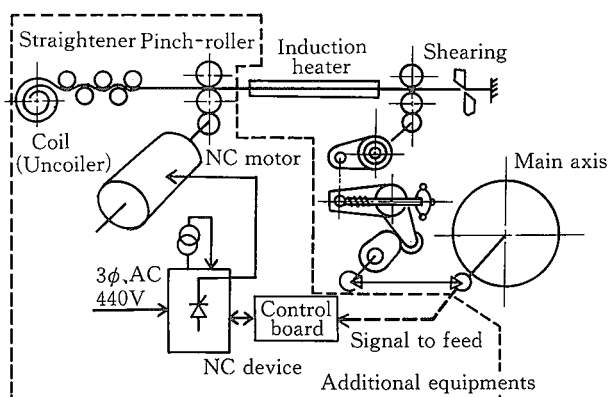 Straightener Pinch-roller
Induction
heater
Shearing
Coil
(Uncoiler)
NC motor
Main axis
3φ, AC
440V
Control
board
Signal to feed
NC device
Additional equipments